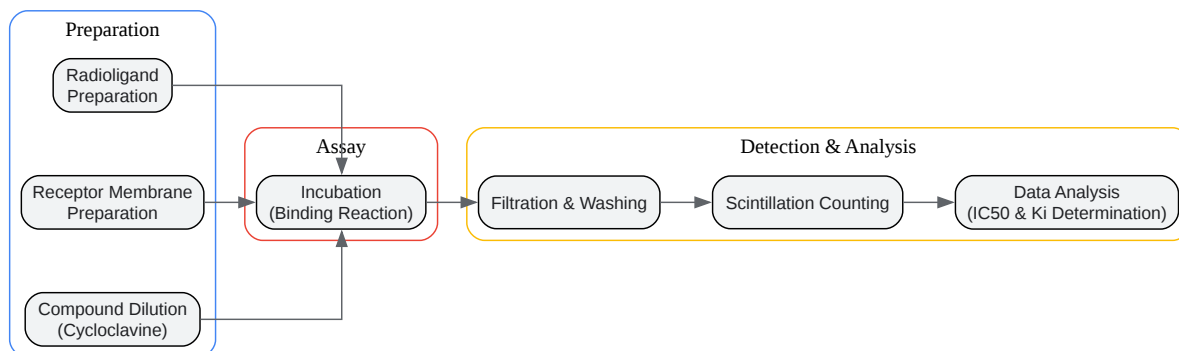 Preparation
Radioligand
Preparation
Receptor Membrane
Preparation
Compound Dilution
(Cycloclavine)
Assay
Incubation
(Binding Reaction)
Detection & Analysis
Filtration & Washing
Scintillation Counting
Data Analysis
(IC50 & Ki Determination)